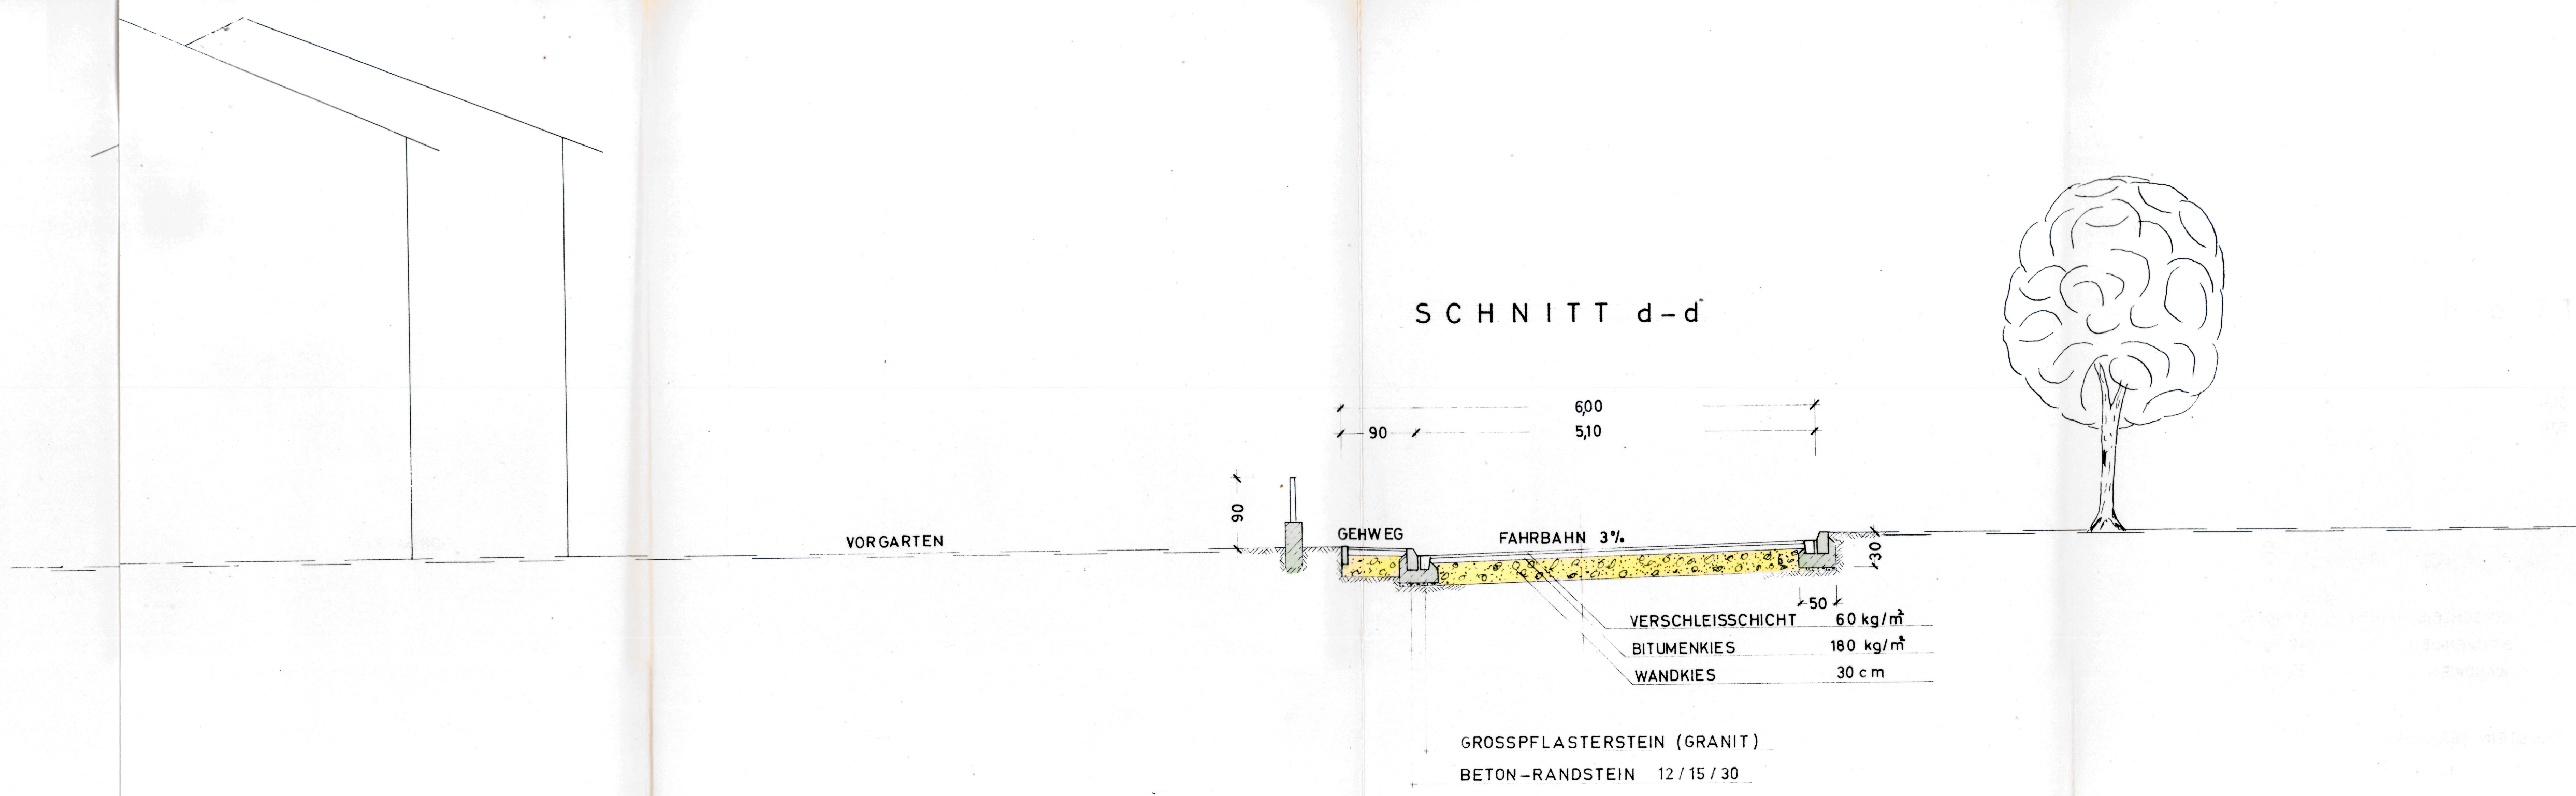 SCHNITT d-d
6,00
90 5,10
90
VORGARTEN
GEHWEG
FAHRBAHN 3%
30
50
VERSCHLEISSCHICHT 60 kg/m²
BITUMENKIES 180 kg/m²
WANDKIES 30 cm
GROSSPFLASTERSTEIN (GRANIT)
BETON-RANDSTEIN 12/15/30